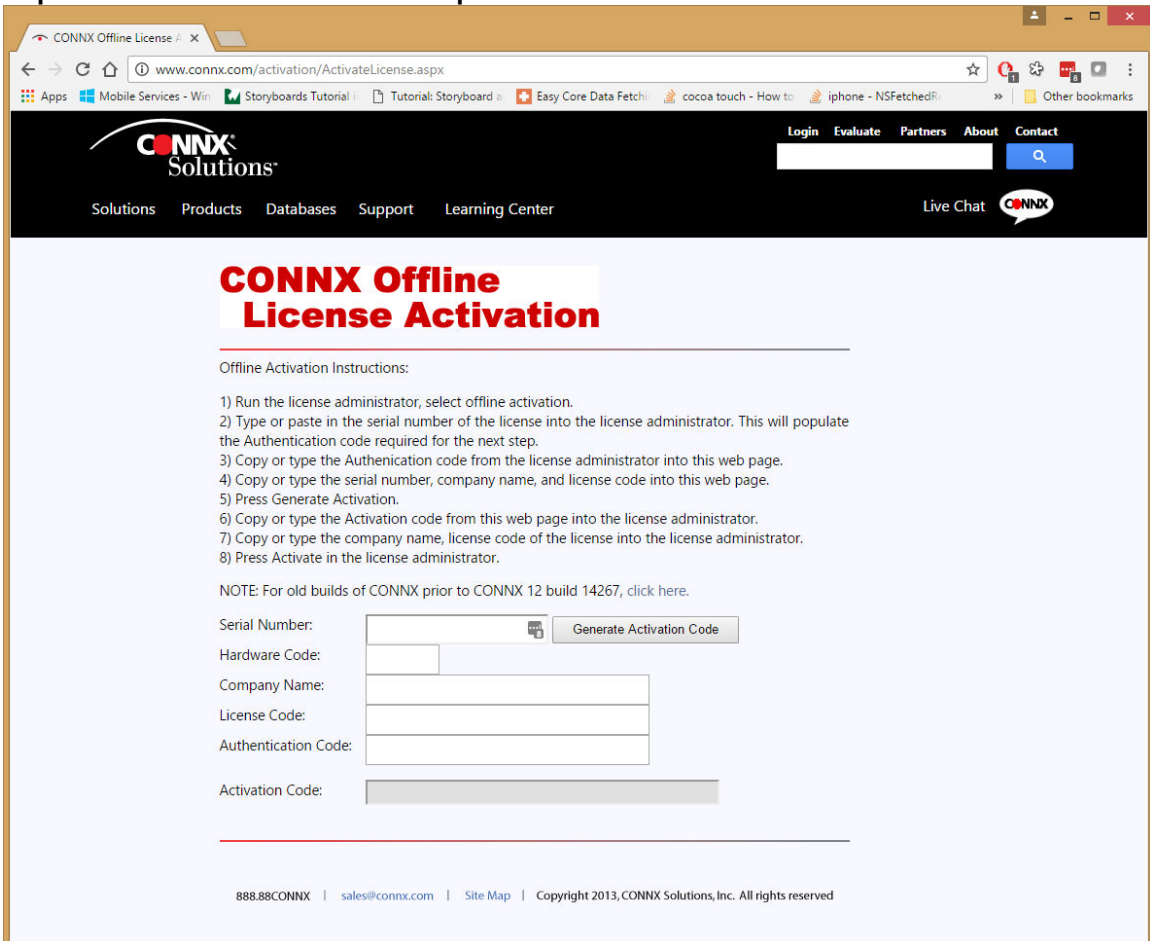 CONNX Offline License A
www.connx.com/activation/ActivateLicense.aspx
1
8
Apps Mobile Services - Win Storyboards Tutorial Tutorial: Storyboard a Easy Core Data Fetchi cocoa touch - How to iphone - NSFetchedR » Other bookmarks
Login Evaluate Partners About Contact
CONNX
Solutions
Solutions Products Databases Support Learning Center
Live Chat CONNX
CONNX Offline
License Activation
Offline Activation Instructions:
1) Run the license administrator, select offline activation.
2) Type or paste in the serial number of the license into the license administrator. This will populate
the Authentication code required for the next step.
3) Copy or type the Authenication code from the license administrator into this web page.
4) Copy or type the serial number, company name, and license code into this web page.
5) Press Generate Activation.
6) Copy or type the Activation code from this web page into the license administrator.
7) Copy or type the company name, license code of the license into the license administrator.
8) Press Activate in the license administrator.
NOTE: For old builds of CONNX prior to CONNX 12 build 14267, click here.
Serial Number: 8 Generate Activation Code
Hardware Code:
Company Name:
License Code:
Authentication Code:
Activation Code:
888.88CONNX | sales@connx.com | Site Map | Copyright 2013, CONNX Solutions, Inc. All rights reserved